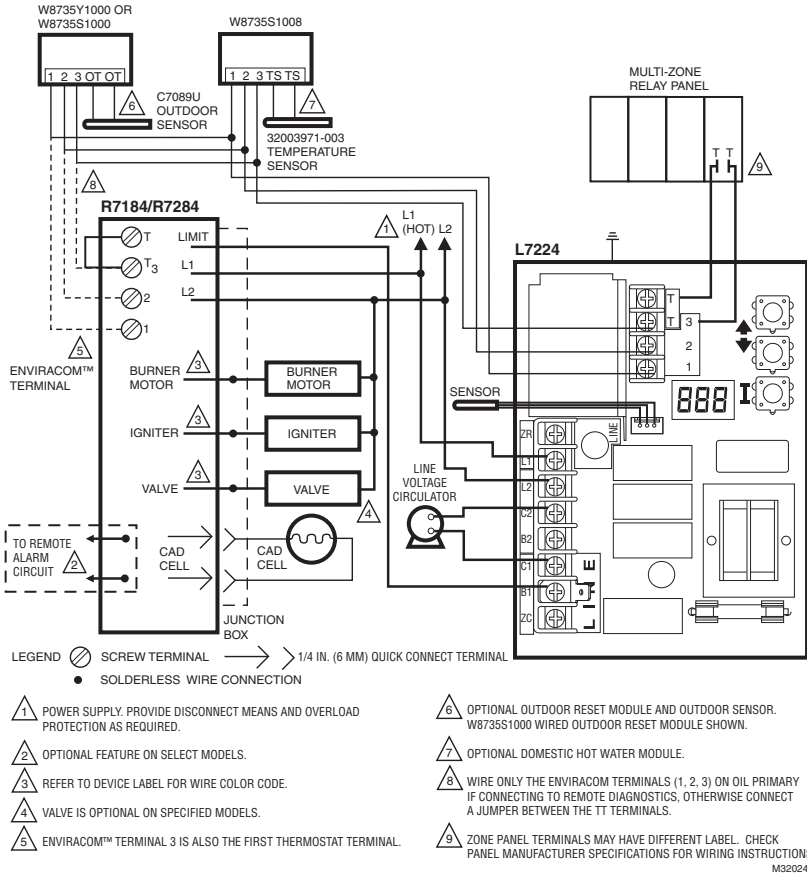 W8735Y1000 OR
W8735S1000
W8735S1008
1 2 3 OT OT
1 2 3 TS TS
6
C7089U
OUTDOOR
SENSOR
7
32003971-003
TEMPERATURE
SENSOR
MULTI-ZONE
RELAY PANEL
T T
9
8
R7184/R7284
1
L1
(HOT) L2
L7224
T
LIMIT
T3
L1
2
L2
1
T
T 3
2
1
5
ENVIRACOM™
TERMINAL
BURNER
MOTOR
3
BURNER
MOTOR
SENSOR
888
IGNITER
3
IGNITER
ZR
LINE
L1
VALVE
3
VALVE
4
LINE
VOLTAGE
CIRCULATOR
L2
C2
B2
TO REMOTE
ALARM
CIRCUIT
2
CAD
CELL
CAD
CELL
C1
B1
ZC
LINE
JUNCTION
BOX
LEGEND SCREW TERMINAL 1/4 IN. (6 MM) QUICK CONNECT TERMINAL
SOLDERLESS WIRE CONNECTION
1 POWER SUPPLY. PROVIDE DISCONNECT MEANS AND OVERLOAD
PROTECTION AS REQUIRED.
2 OPTIONAL FEATURE ON SELECT MODELS.
3 REFER TO DEVICE LABEL FOR WIRE COLOR CODE.
4 VALVE IS OPTIONAL ON SPECIFIED MODELS.
5 ENVIRACOM™ TERMINAL 3 IS ALSO THE FIRST THERMOSTAT TERMINAL.
6 OPTIONAL OUTDOOR RESET MODULE AND OUTDOOR SENSOR.
W8735S1000 WIRED OUTDOOR RESET MODULE SHOWN.
7 OPTIONAL DOMESTIC HOT WATER MODULE.
8 WIRE ONLY THE ENVIRACOM TERMINALS (1, 2, 3) ON OIL PRIMARY
IF CONNECTING TO REMOTE DIAGNOSTICS, OTHERWISE CONNECT
A JUMPER BETWEEN THE TT TERMINALS.
9 ZONE PANEL TERMINALS MAY HAVE DIFFERENT LABEL. CHECK
PANEL MANUFACTURER SPECIFICATIONS FOR WIRING INSTRUCTION
M32024